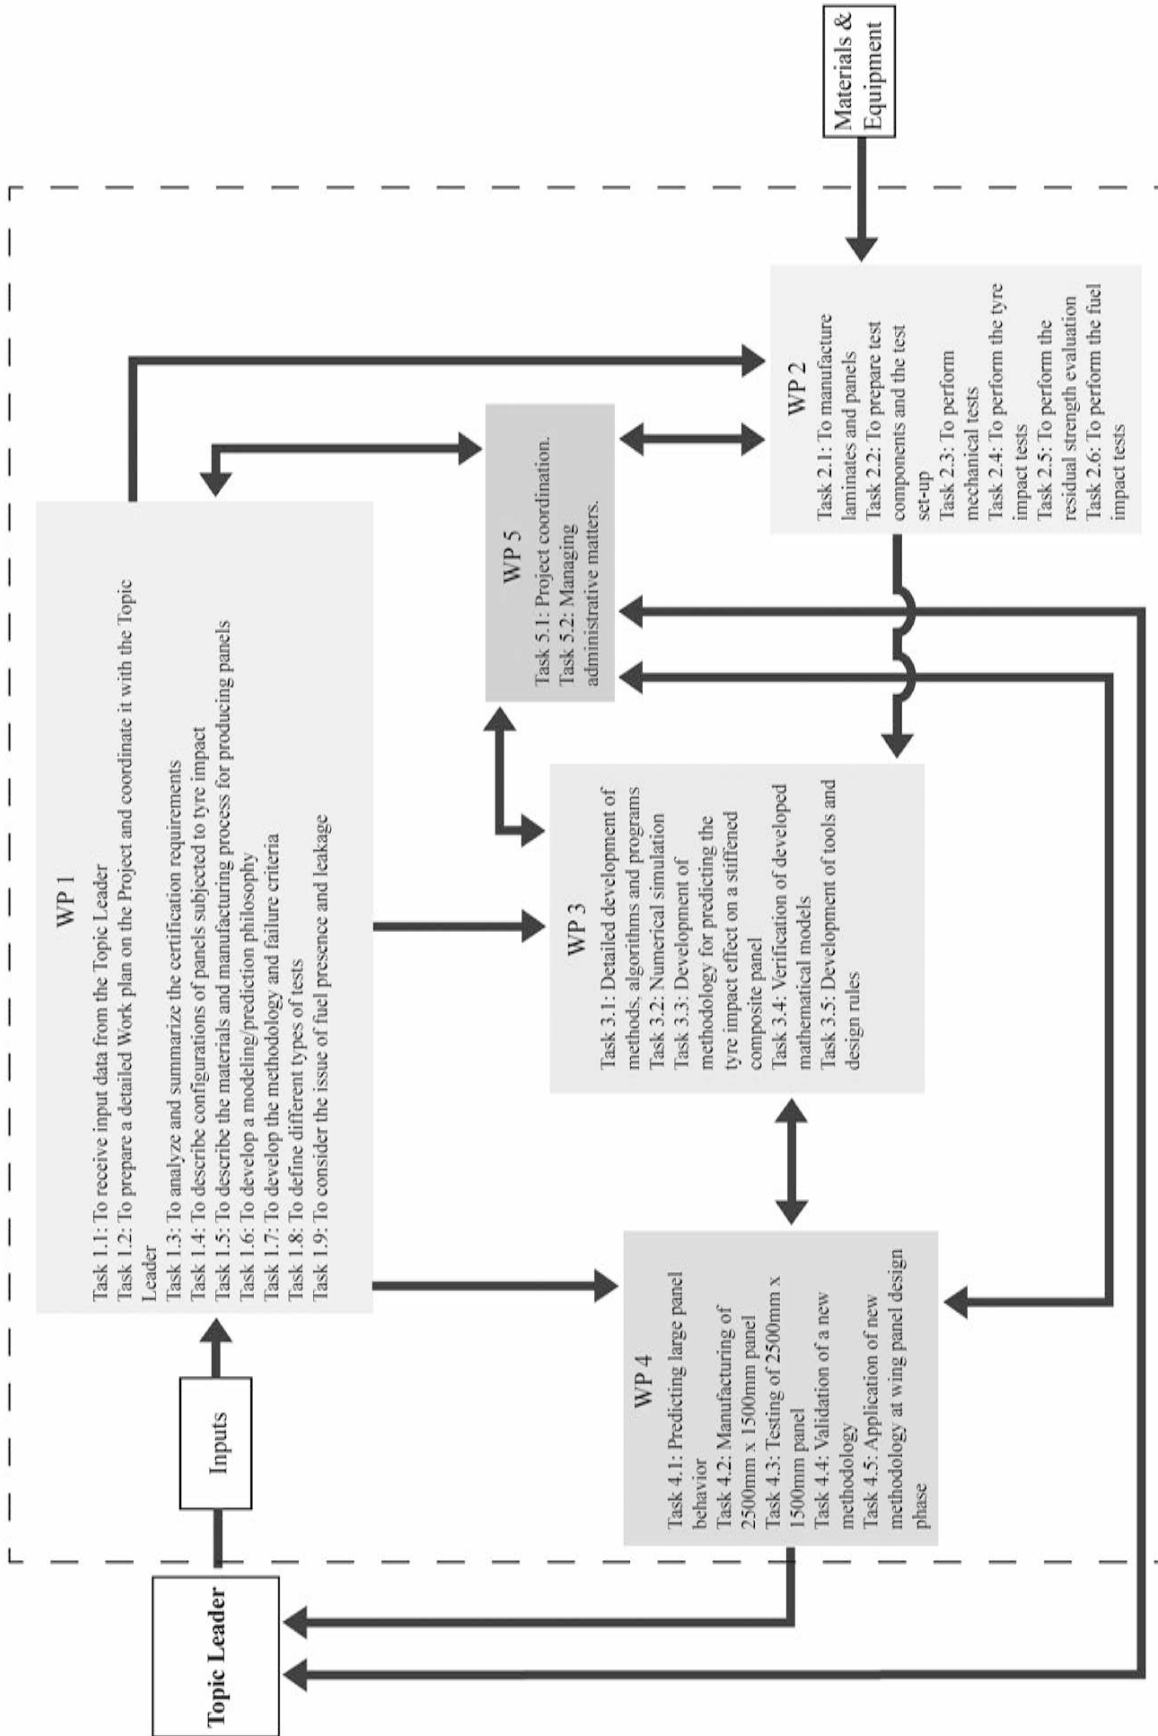 Topic Leader
Inputs
WP 1
Task 1.1: To receive input data from the Topic Leader
Task 1.2: To prepare a detailed Work plan on the Project and coordinate it with the Topic
Leader
Task 1.3: To analyze and summarize the certification requirements
Task 1.4: To describe configurations of panels subjected to tyre impact
Task 1.5: To describe the materials and manufacturing process for producing panels
Task 1.6: To develop a modeling/prediction philosophy
Task 1.7: To develop the methodology and failure criteria
Task 1.8: To define different types of tests
Task 1.9: To consider the issue of fuel presence and leakage
WP 5
Task 5.1: Project coordination.
Task 5.2: Managing
administrative matters.
WP 4
Task 4.1: Predicting large panel
behavior
Task 4.2: Manufacturing of
2500mm x 1500mm panel
Task 4.3: Testing of 2500mm x
1500mm panel
Task 4.4: Validation of a new
methodology
Task 4.5: Application of new
methodology at wing panel design
phase
WP 3
Task 3.1: Detailed development of
methods, algorithms and programs
Task 3.2: Numerical simulation
Task 3.3: Development of
methodology for predicting the
tyre impact effect on a stiffened
composite panel
Task 3.4: Verification of developed
mathematical models
Task 3.5: Development of tools and
design rules
WP 2
Task 2.1: To manufacture
laminates and panels
Task 2.2: To prepare test
components and the test
set-up
Task 2.3: To perform
mechanical tests
Task 2.4: To perform the tyre
impact tests
Task 2.5: To perform the
residual strength evaluation
Task 2.6: To perform the fuel
impact tests
Materials &
Equipment